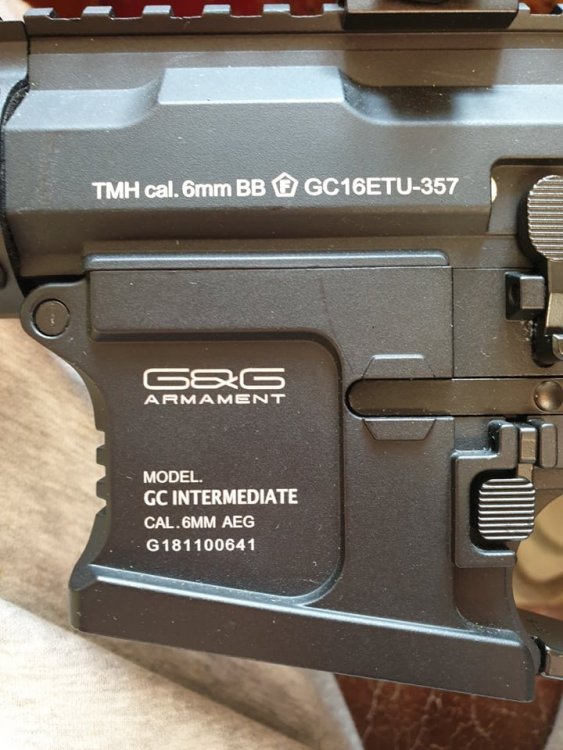 TMH cal. 6mm BB F GC16ETU-357
G&G
ARMAMENT
MODEL.
GC INTERMEDIATE
CAL.6MM AEG
G181100641